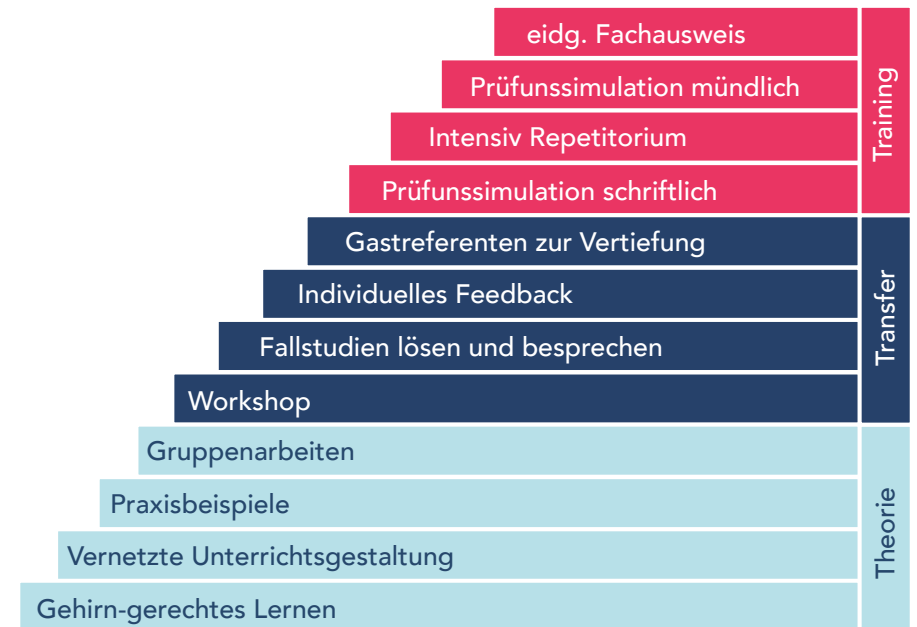 eidg. Fachausweis
Prüfunssimulation mündlich
Intensiv Repetitorium
Prüfunssimulation schriftlich
Training
Gastreferenten zur Vertiefung
Individuelles Feedback
Fallstudien lösen und besprechen
Workshop
Transfer
Gruppenarbeiten
Praxisbeispiele
Vernetzte Unterrichtsgestaltung
Gehirn-gerechtes Lernen
Theorie